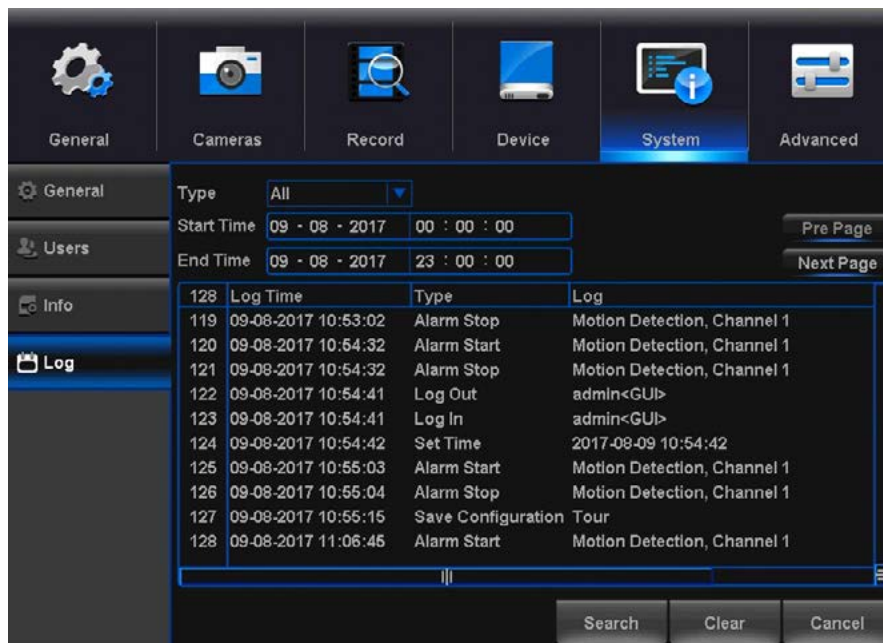 General Cameras Record Device System Advanced
General
Users
Info
Log
Type All
Start Time 09 - 08 - 2017 00 : 00 : 00
Pre Page
End Time 09 - 08 - 2017 23 : 00 : 00
Next Page
128 Log Time Type Log
119 09-08-2017 10:53:02 Alarm Stop Motion Detection, Channel 1
120 09-08-2017 10:54:32 Alarm Start Motion Detection, Channel 1
121 09-08-2017 10:54:32 Alarm Stop Motion Detection, Channel 1
122 09-08-2017 10:54:41 Log Out admin<GUI>
123 09-08-2017 10:54:41 Log In admin<GUI>
124 09-08-2017 10:54:42 Set Time 2017-08-09 10:54:42
125 09-08-2017 10:55:03 Alarm Start Motion Detection, Channel 1
126 09-08-2017 10:55:04 Alarm Stop Motion Detection, Channel 1
127 09-08-2017 10:55:15 Save Configuration Tour
128 09-08-2017 11:06:45 Alarm Start Motion Detection, Channel 1
Search Clear Cancel